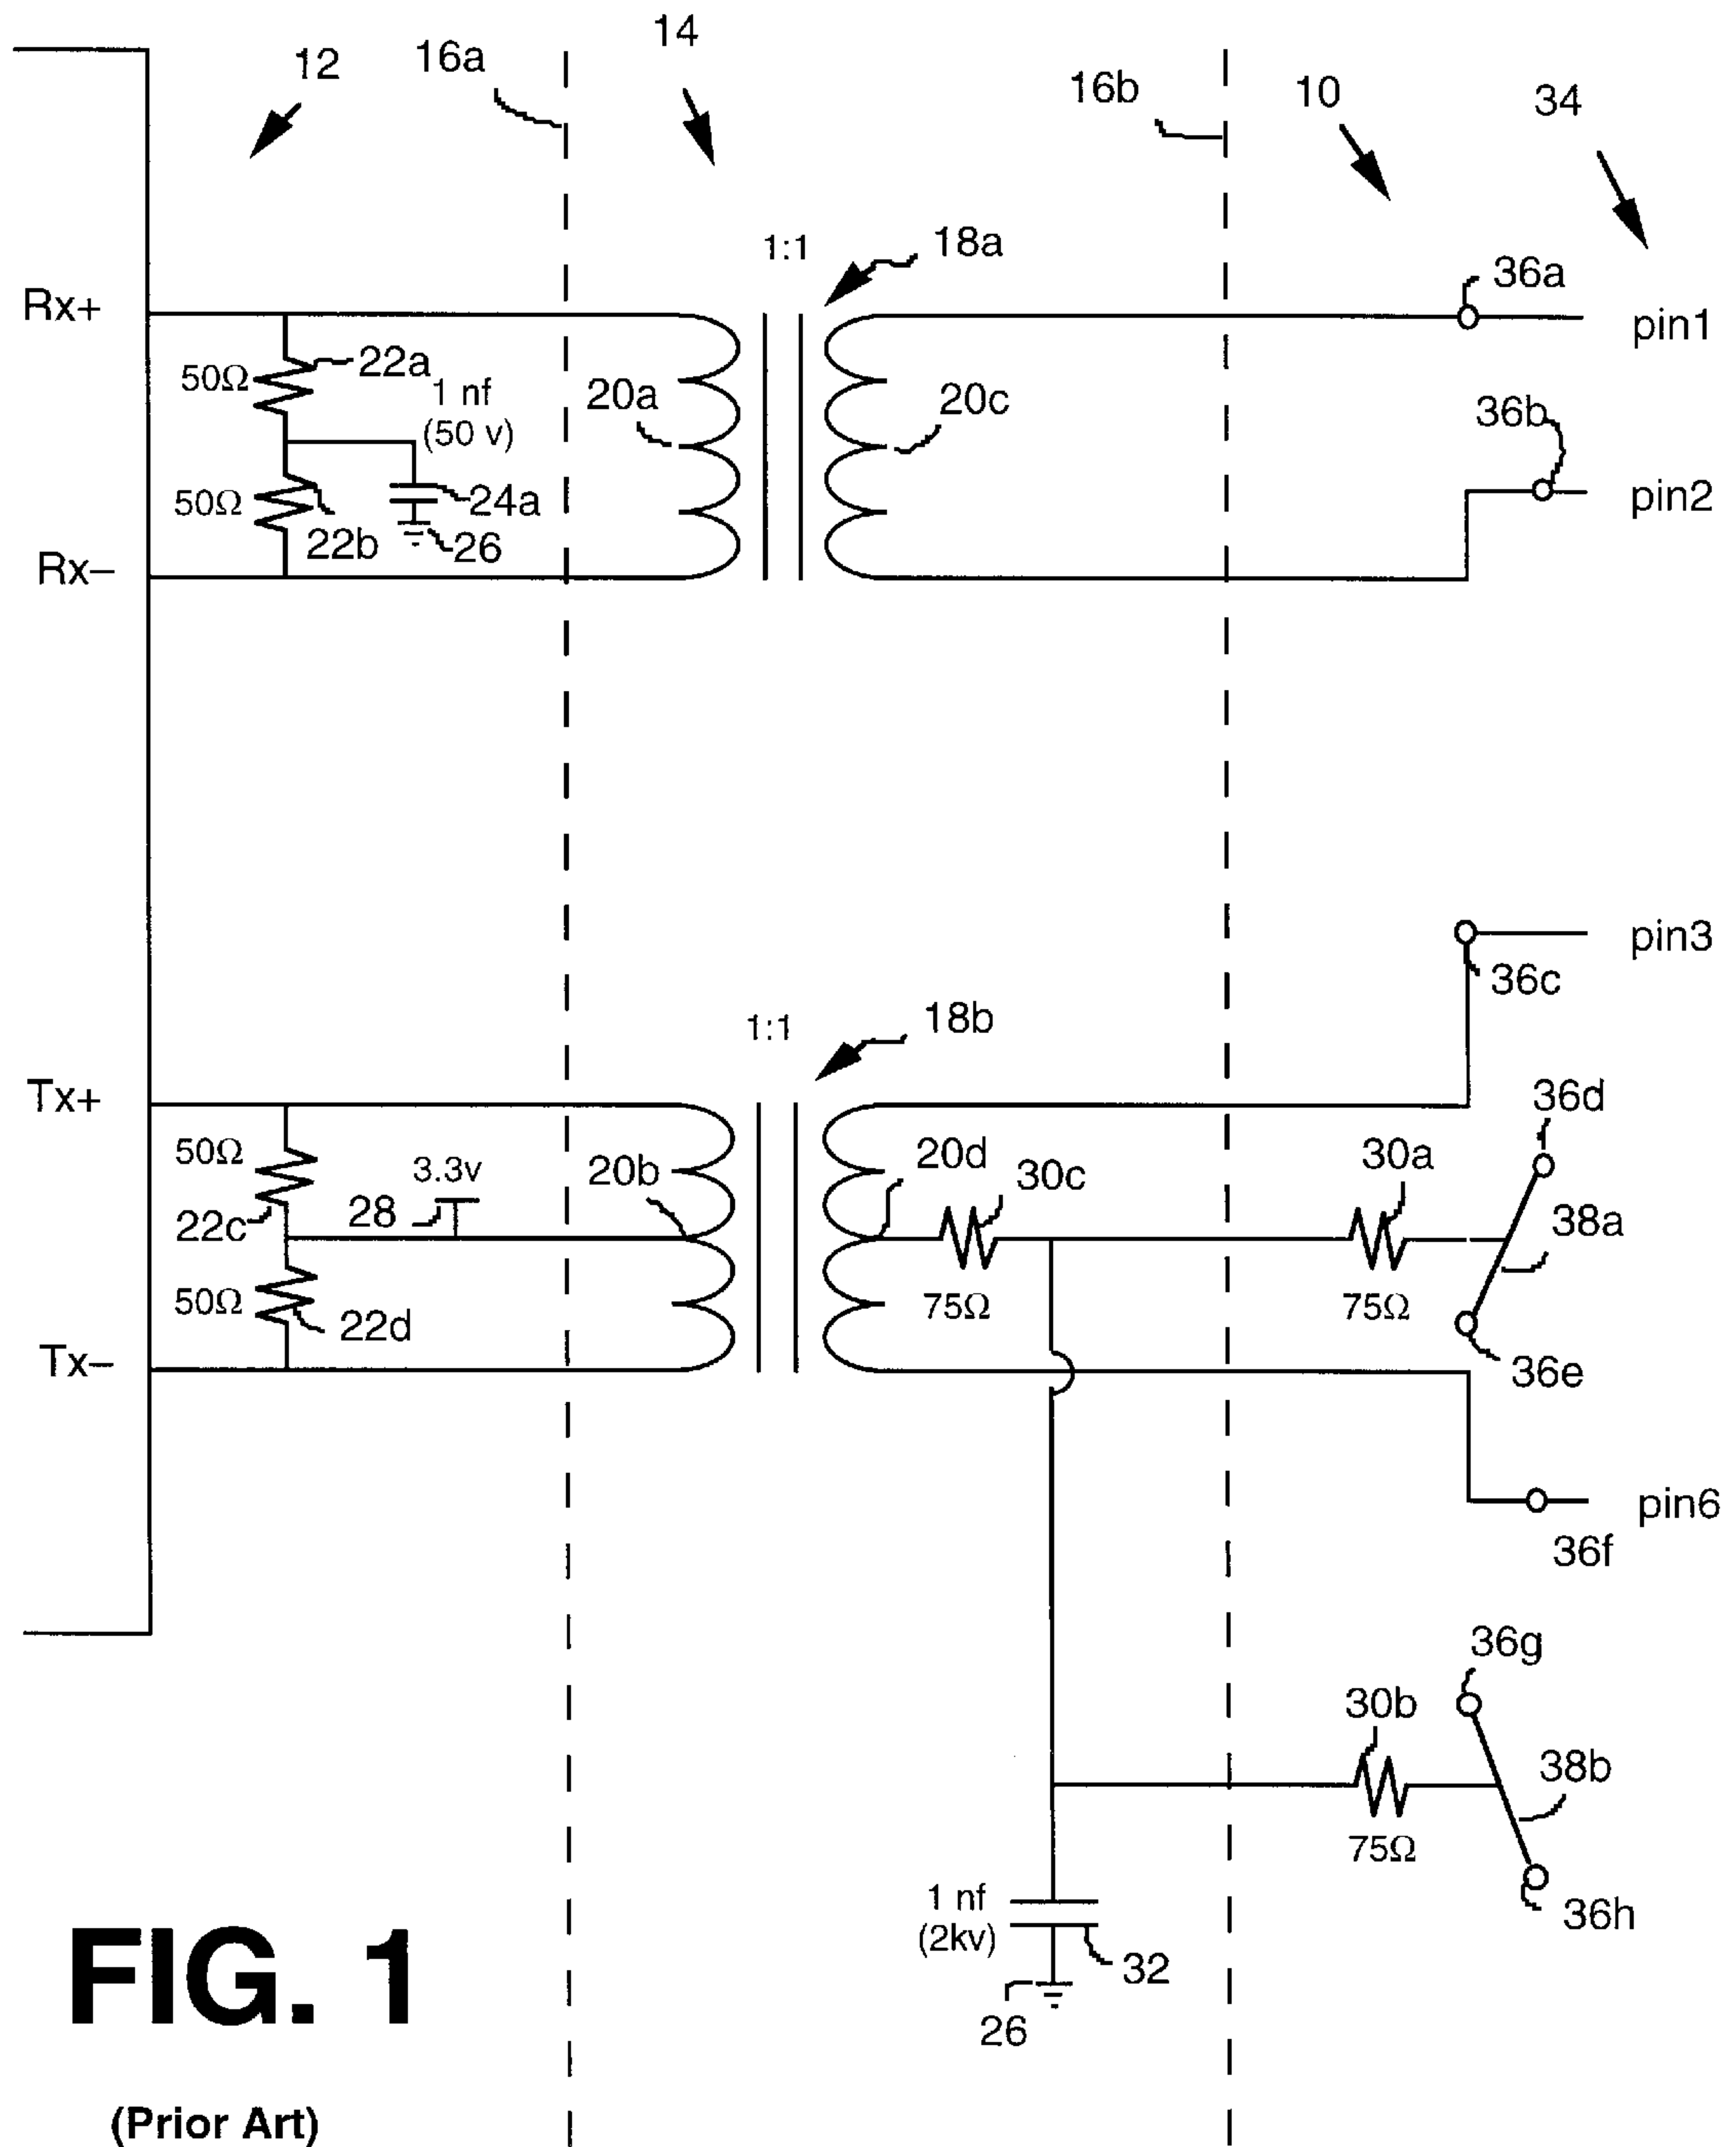 14
12
16a
16b
10
34
1:1
18a
36a
Rx+
pin1
22a
50Ω
1 nf
(50 v)
20a
20c
36b
50Ω
24a
pin2
22b
26
Rx–
pin3
36c
1:1
18b
Tx+
36d
50Ω
3.3v
20b
20d
30c
30a
22c
28
38a
50Ω
22d
75Ω
75Ω
Tx–
36e
pin6
36f
36g
30b
38b
75Ω
1 nf
(2kv)
36h
32
26
FIG. 1
(Prior Art)